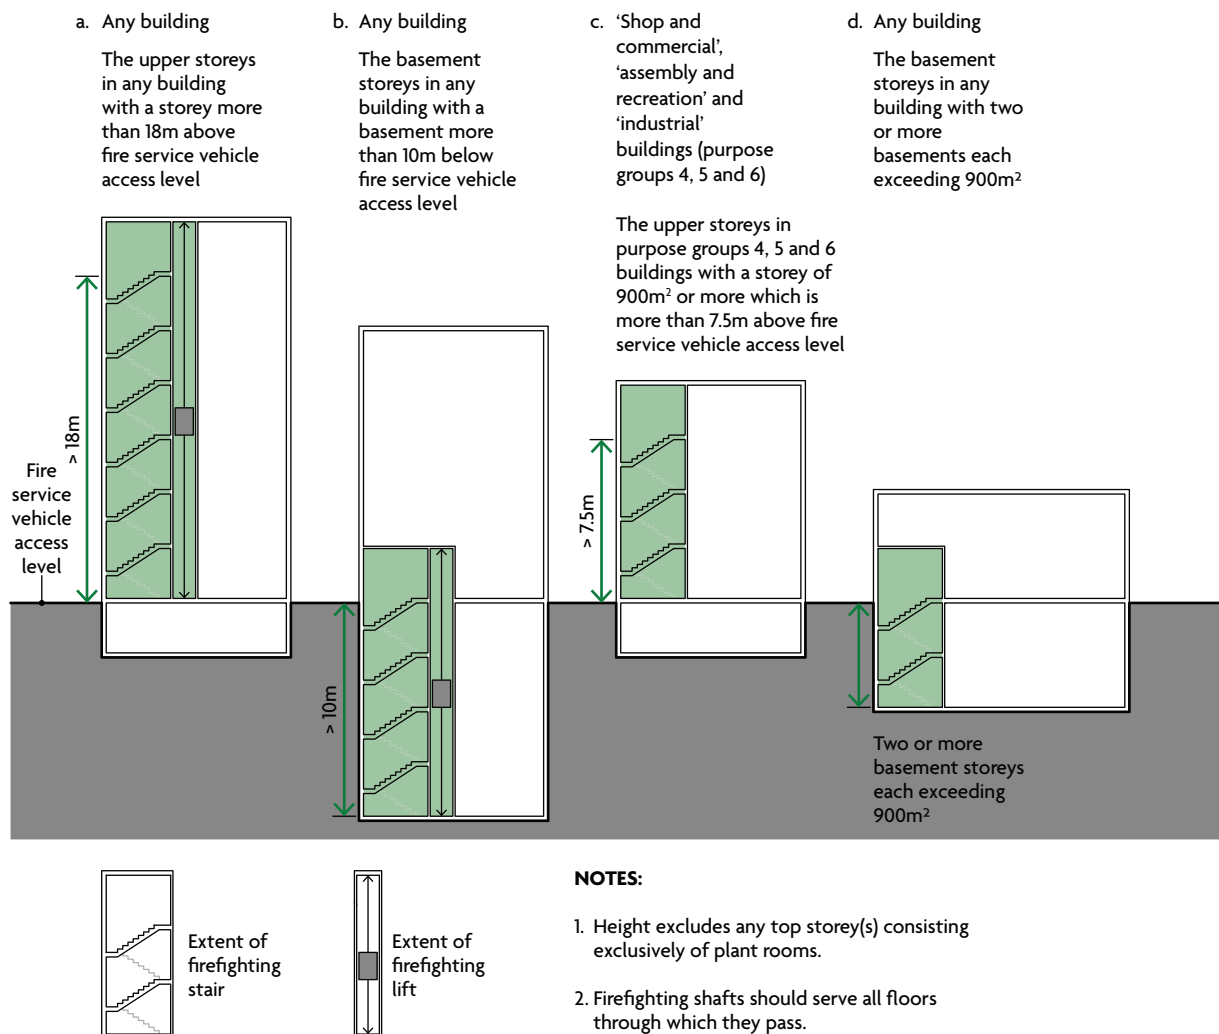 a. Any building
The upper storeys
in any building
with a storey more
than 18m above
fire service vehicle
access level
b. Any building
The basement
storeys in any
building with a
basement more
than 10m below
fire service vehicle
access level
c. ‘Shop and
commercial’,
‘assembly and
recreation’ and
‘industrial’
buildings (purpose
groups 4, 5 and 6)
The upper storeys in
purpose groups 4, 5 and 6
buildings with a storey of
900m² or more which is
more than 7.5m above fire
service vehicle access level
d. Any building
The basement
storeys in any
building with two
or more
basements each
exceeding 900m²
> 18m
Fire
service
vehicle
access
level
> 10m
> 7.5m
Two or more
basement storeys
each exceeding
900m²
Extent of
firefighting
stair
Extent of
firefighting
lift
NOTES:
1. Height excludes any top storey(s) consisting
exclusively of plant rooms.
2. Firefighting shafts should serve all floors
through which they pass.